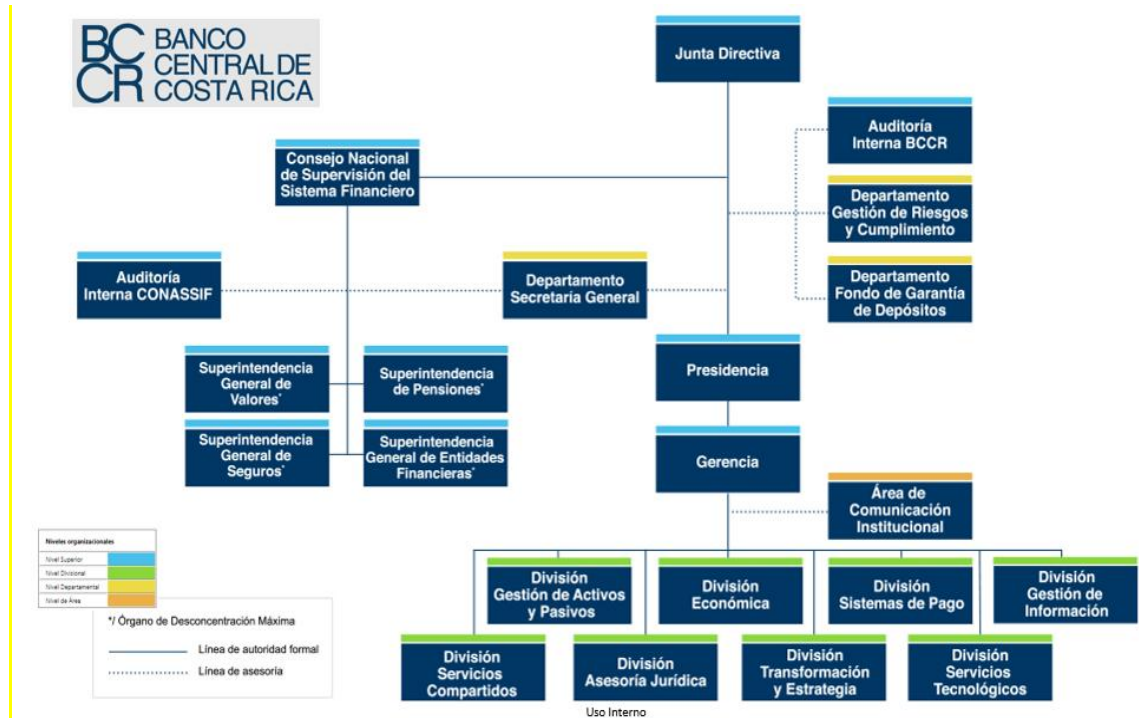 BC
CR
BANCO
CENTRAL DE
COSTA RICA
Junta Directiva
Auditoría
Interna BCCR
Consejo Nacional
de Supervisión del
Sistema Financiero
Departamento
Gestión de Riesgos
y Cumplimiento
Auditoría
Interna CONASSIF
Departamento
Secretaría General
Departamento
Fondo de Garantía
de Depósitos
Superintendencia
General de
Valores*
Superintendencia
de Pensiones*
Presidencia
Superintendencia
General de
Seguros*
Superintendencia
General de Entidades
Financieras*
Gerencia
Área de
Comunicación
Institucional
Niveles organizacionales
Nivel Superior
Nivel Divisional
Nivel Departamental
Nivel de Área
*/ Órgano de Desconcentración Máxima
Línea de autoridad formal
Línea de asesoría
División
Gestión de Activos
y Pasivos
División
Económica
División
Sistemas de Pago
División
Gestión de
Información
División
Servicios
Compartidos
División
Asesoría Jurídica
División
Transformación
y Estrategia
División
Servicios
Tecnológicos
Uso Interno